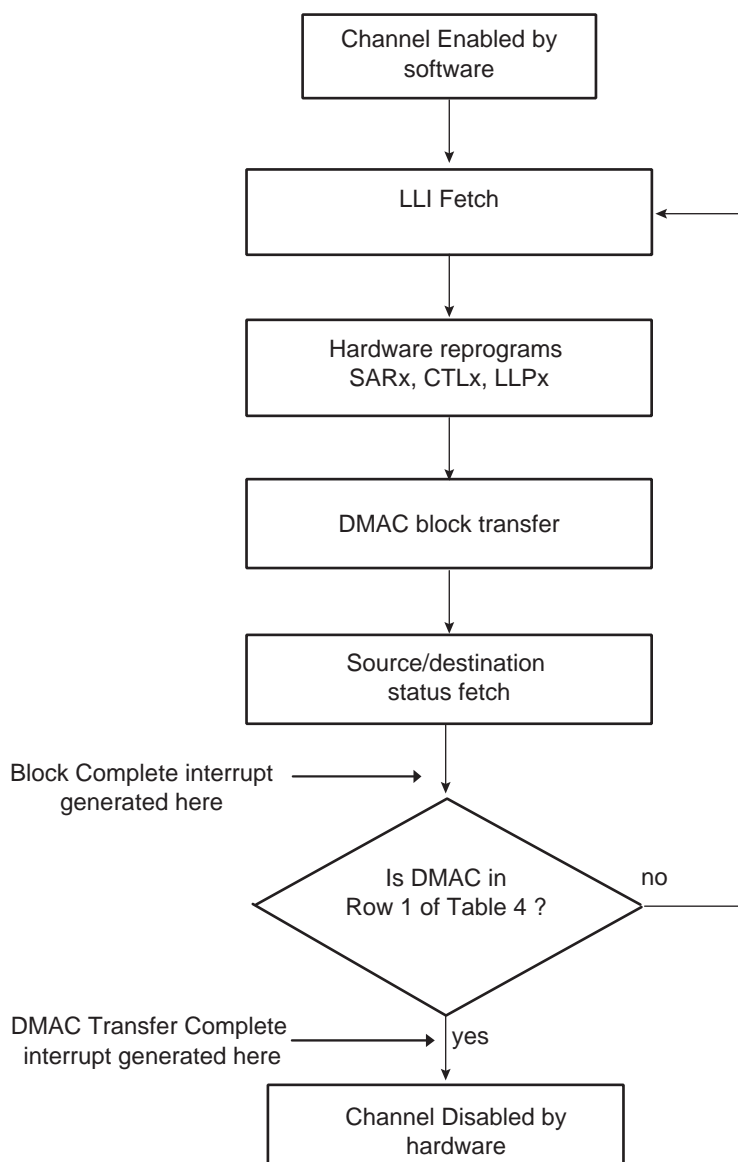 Channel Enabled by
software
LLI Fetch
Hardware reprograms
SARx, CTLx, LLPx
DMAC block transfer
Source/destination
status fetch
Block Complete interrupt
generated here
Is DMAC in
Row 1 of Table 4 ?
no
DMAC Transfer Complete
interrupt generated here
yes
Channel Disabled by
hardware